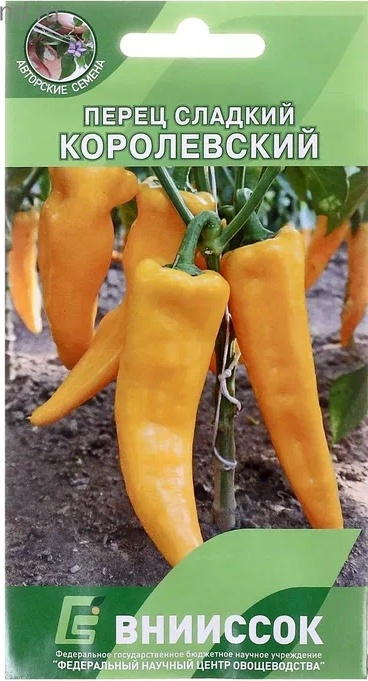 АВТОРСКИЕ СЕМЕНА
ПЕРЕЦ СЛАДКИЙ
КОРОЛЕВСКИЙ
ВНИИССОК
Федеральное государственное бюджетное научное учреждение
"ФЕДЕРАЛЬНЫЙ НАУЧНЫЙ ЦЕНТР ОВОЩЕВОДСТВА"